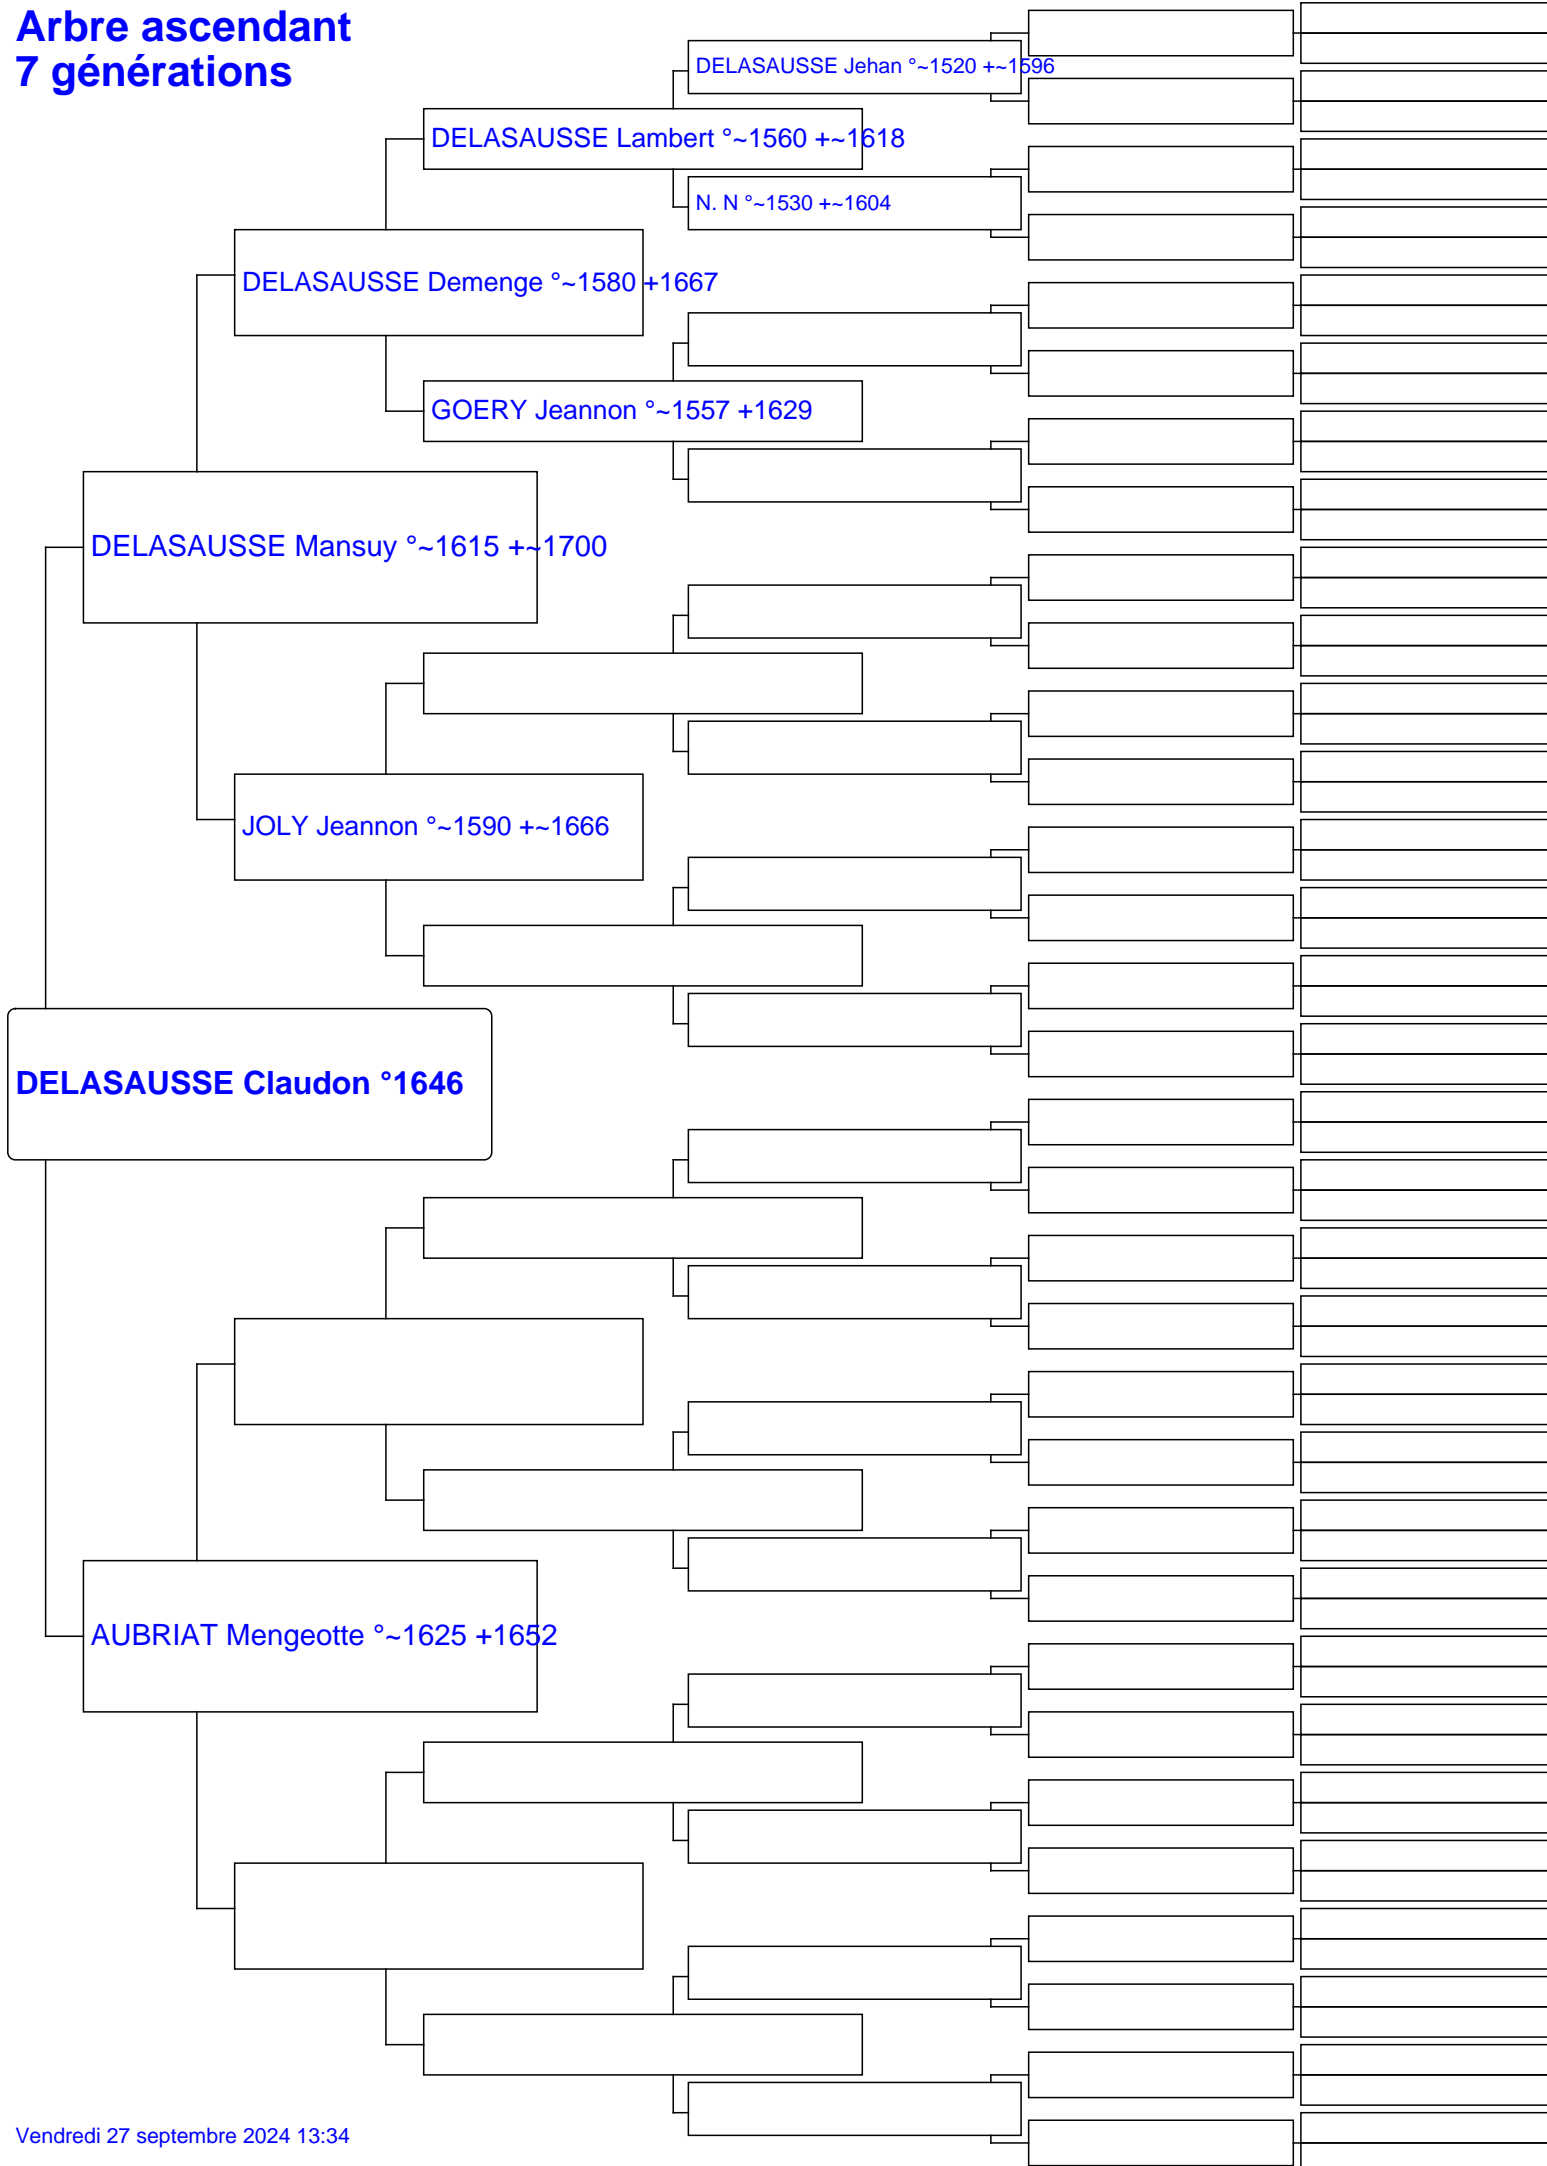 Arbre ascendant
7 générations
DELASAUSSE Jehan °~1520 +~1596
DELASAUSSE Lambert °~1560 +~1618
N. N °~1530 +~1604
DELASAUSSE Demenge °~1580 +1667
GOERY Jeannon °~1557 +1629
DELASAUSSE Mansuy °~1615 +~1700
JOLY Jeannon °~1590 +~1666
DELASAUSSE Claudon °1646
AUBRIAT Mengeotte °~1625 +1652
Vendredi 27 septembre 2024 13:34